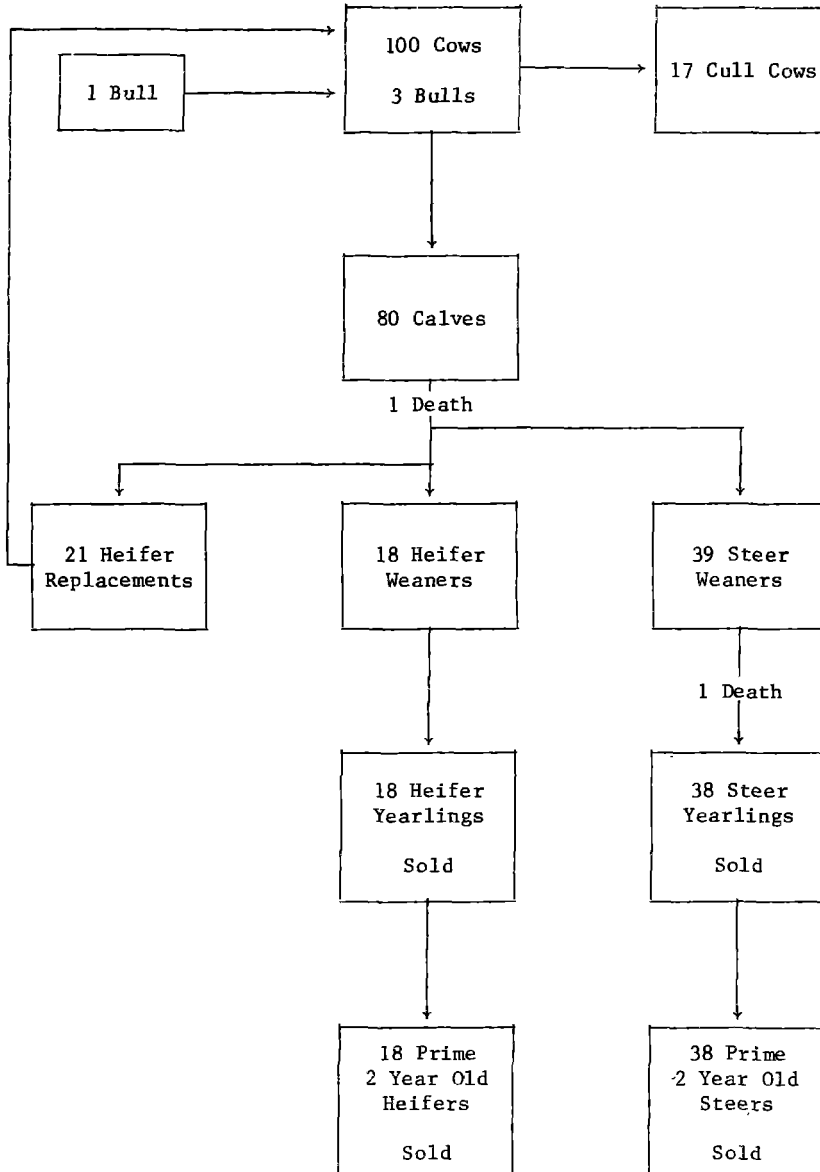 100 Cows
3 Bulls
1 Bull
17 Cull Cows
80 Calves
1 Death
21 Heifer
Replacements
18 Heifer
Weaners
39 Steer
Weaners
1 Death
18 Heifer
Yearlings
Sold
38 Steer
Yearlings
Sold
18 Prime
2 Year Old
Heifers
Sold
38 Prime
2 Year Old
Steers
Sold